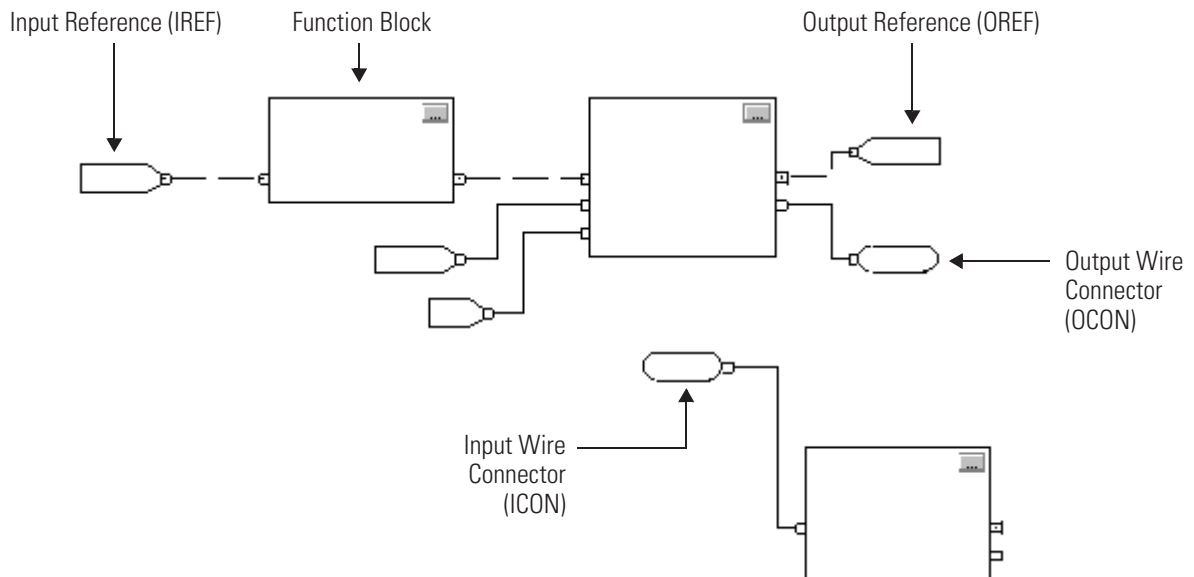 Input Reference (IREF)
Function Block
Output Reference (OREF)
...
...
Output Wire
Connector
(OCON)
Input Wire
Connector
(ICON)
...